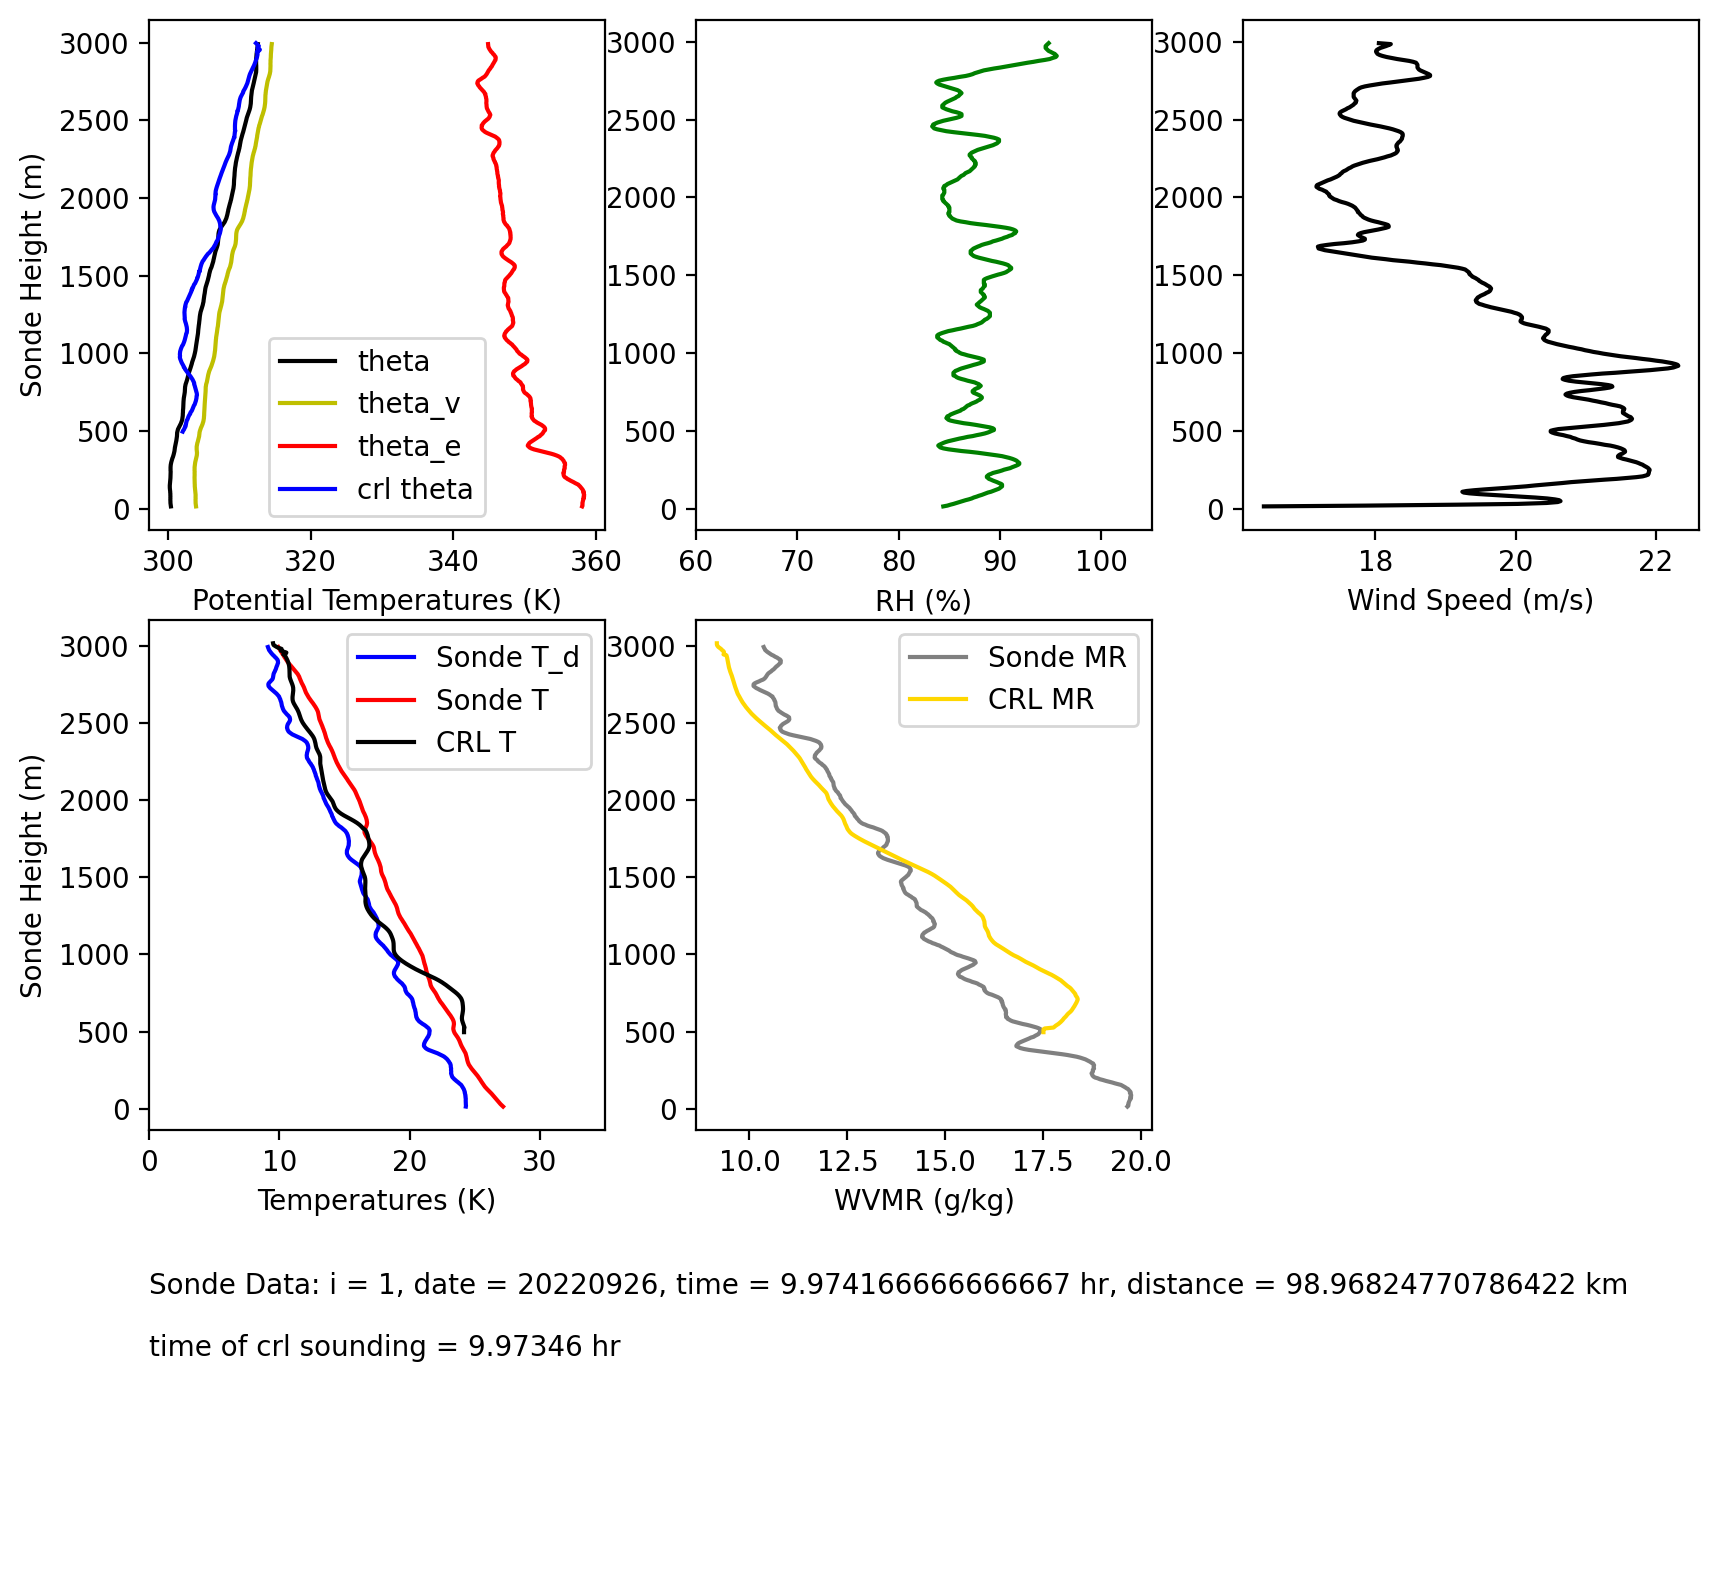 3000
2500
2000
1500
1000
500
0
Sonde Height (m)
300 320 340 360
Potential Temperatures (K)
theta
theta_v
theta_e
crl theta
3000
2500
2000
1500
1000
500
0
60 70 80 90 100
RH (%)
3000
2500
2000
1500
1000
500
0
18 20 22
Wind Speed (m/s)
3000
2500
2000
1500
1000
500
0
Sonde Height (m)
0 10 20 30
Temperatures (K)
Sonde T_d
Sonde T
CRL T
3000
2500
2000
1500
1000
500
0
10.0 12.5 15.0 17.5 20.0
WVMR (g/kg)
Sonde MR
CRL MR
Sonde Data: i = 1, date = 20220926, time = 9.974166666666667 hr, distance = 98.96824770786422 km
time of crl sounding = 9.97346 hr